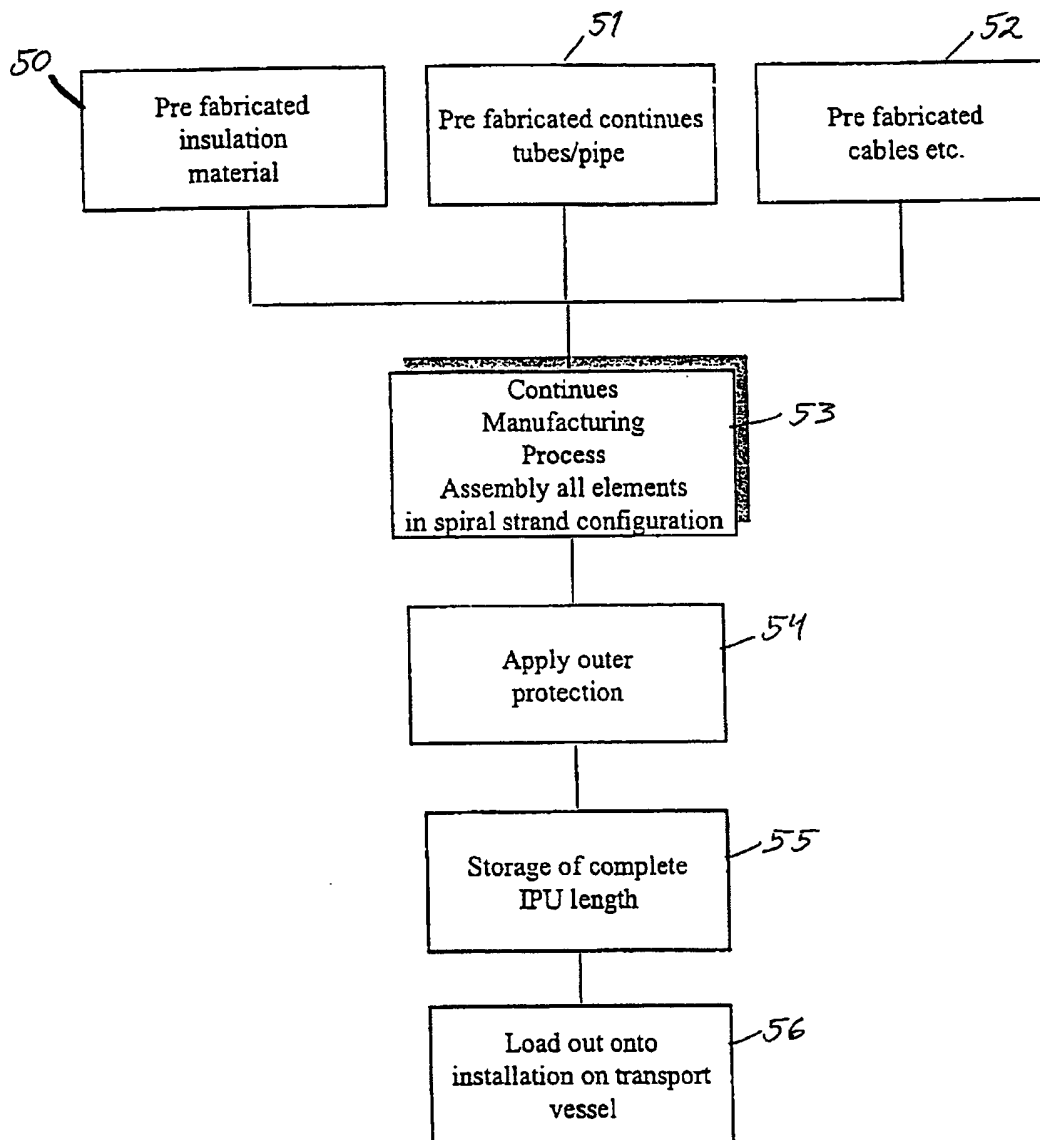 50
51
52
Pre fabricated
insulation
material
Pre fabricated continues
tubes/pipe
Pre fabricated
cables etc.
Continues
Manufacturing
Process
Assembly all elements
in spiral strand configuration
53
Apply outer
protection
54
Storage of complete
IPU length
55
Load out onto
installation on transport
vessel
56